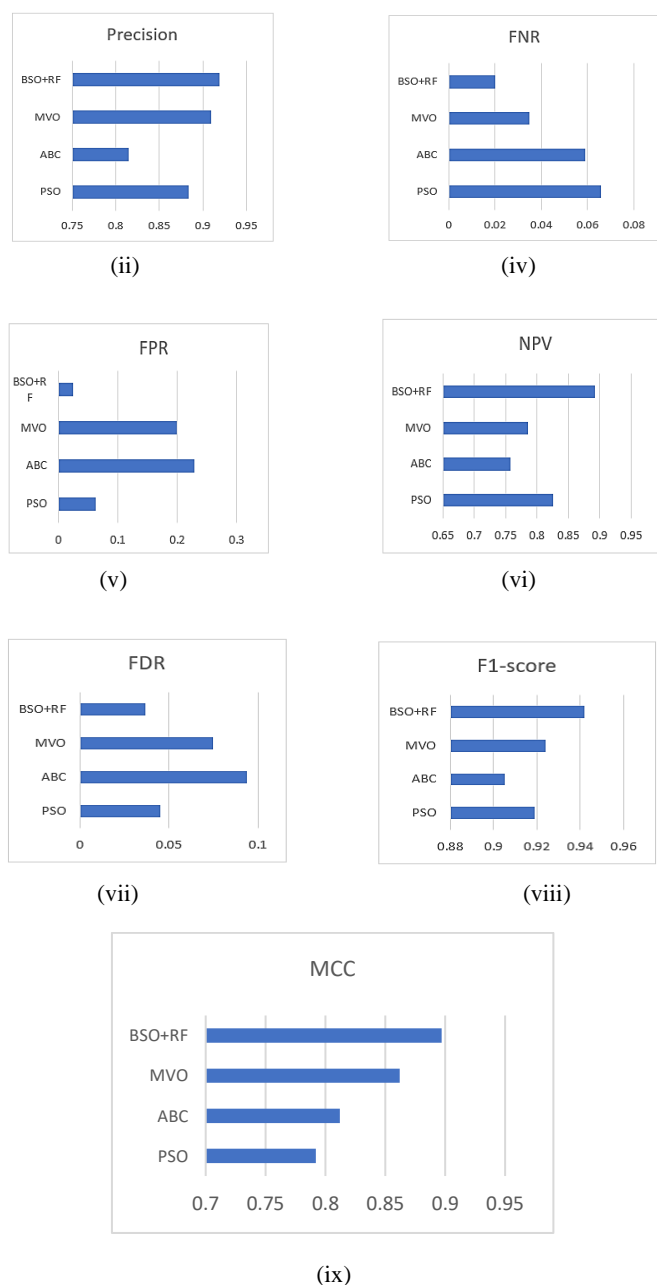 Precision
BSO+RF
MVO
ABC
PSO
0.75 0.8 0.85 0.9 0.95
(ii)
FNR
BSO+RF
MVO
ABC
PSO
0 0.02 0.04 0.06 0.08
(iv)
FPR
BSO+R
F
MVO
ABC
PSO
0 0.1 0.2 0.3
(v)
NPV
BSO+RF
MVO
ABC
PSO
0.65 0.7 0.75 0.8 0.85 0.9 0.95
(vi)
FDR
BSO+RF
MVO
ABC
PSO
0 0.05 0.1
(vii)
F1-score
BSO+RF
MVO
ABC
PSO
0.88 0.9 0.92 0.94 0.96
(viii)
MCC
BSO+RF
MVO
ABC
PSO
0.7 0.75 0.8 0.85 0.9 0.95
(ix)